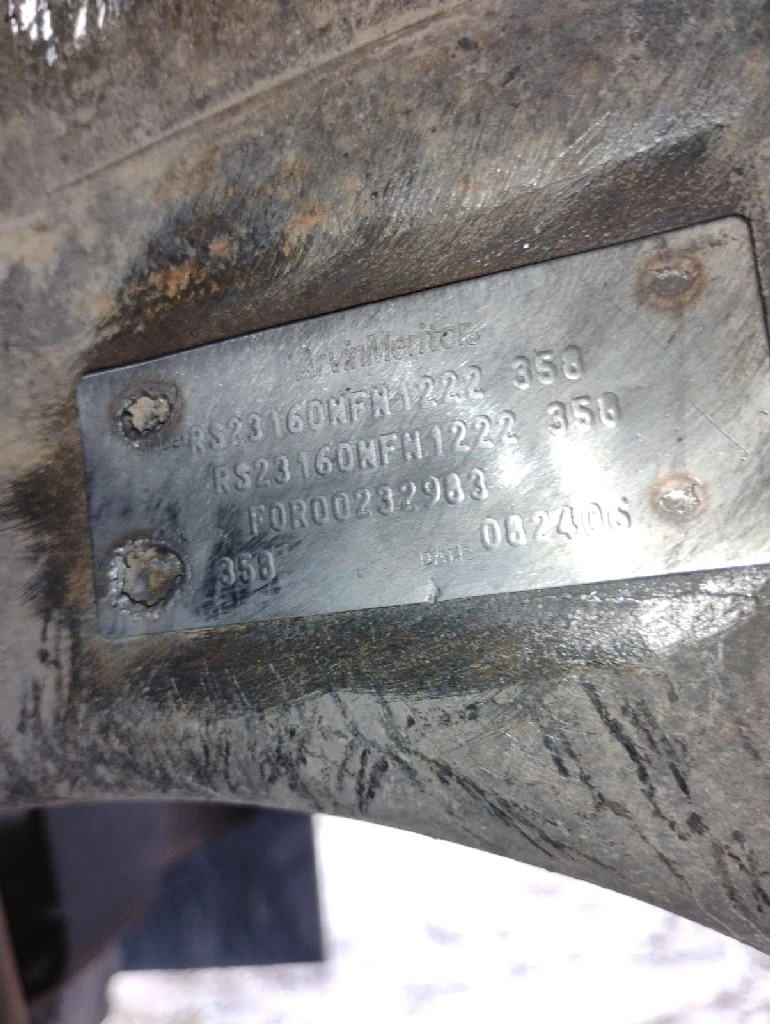 ArvinMeritor
RS23160NFN1222 358
RS23160NFN1222 358
FOR00232983
358 DATE 082406